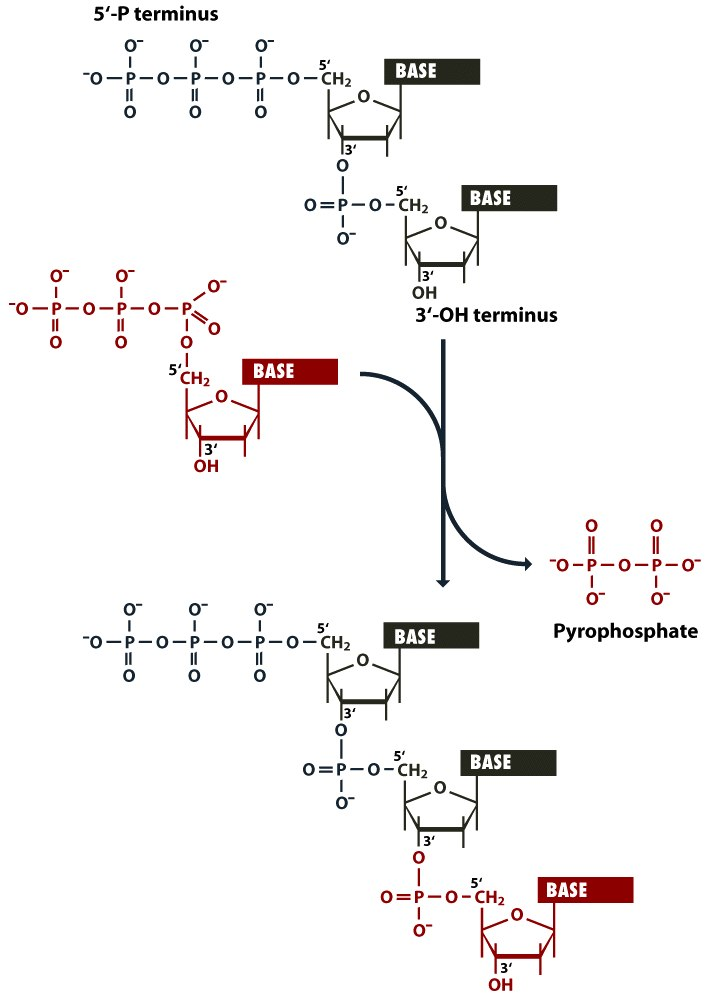 5‘-P terminus
O– O– O–
–O–P–O–P–O–P–O–CH2 5‘ BASE
O O O O
3‘
O
O=P–O–CH2 5‘ BASE
O– O
3‘
OH
3‘-OH terminus
O– O– O–
–O–P–O–P–O–P O
O O O
5‘ CH2 BASE
O
3‘
OH
O O
–O–P–O–P–O–
O– O–
Pyrophosphate
O– O– O–
–O–P–O–P–O–P–O–CH2 5‘ BASE
O O O O
3‘
O
O=P–O–CH2 5‘ BASE
O– O
3‘
O
O=P–O–CH2 5‘ BASE
O– O
3‘
OH